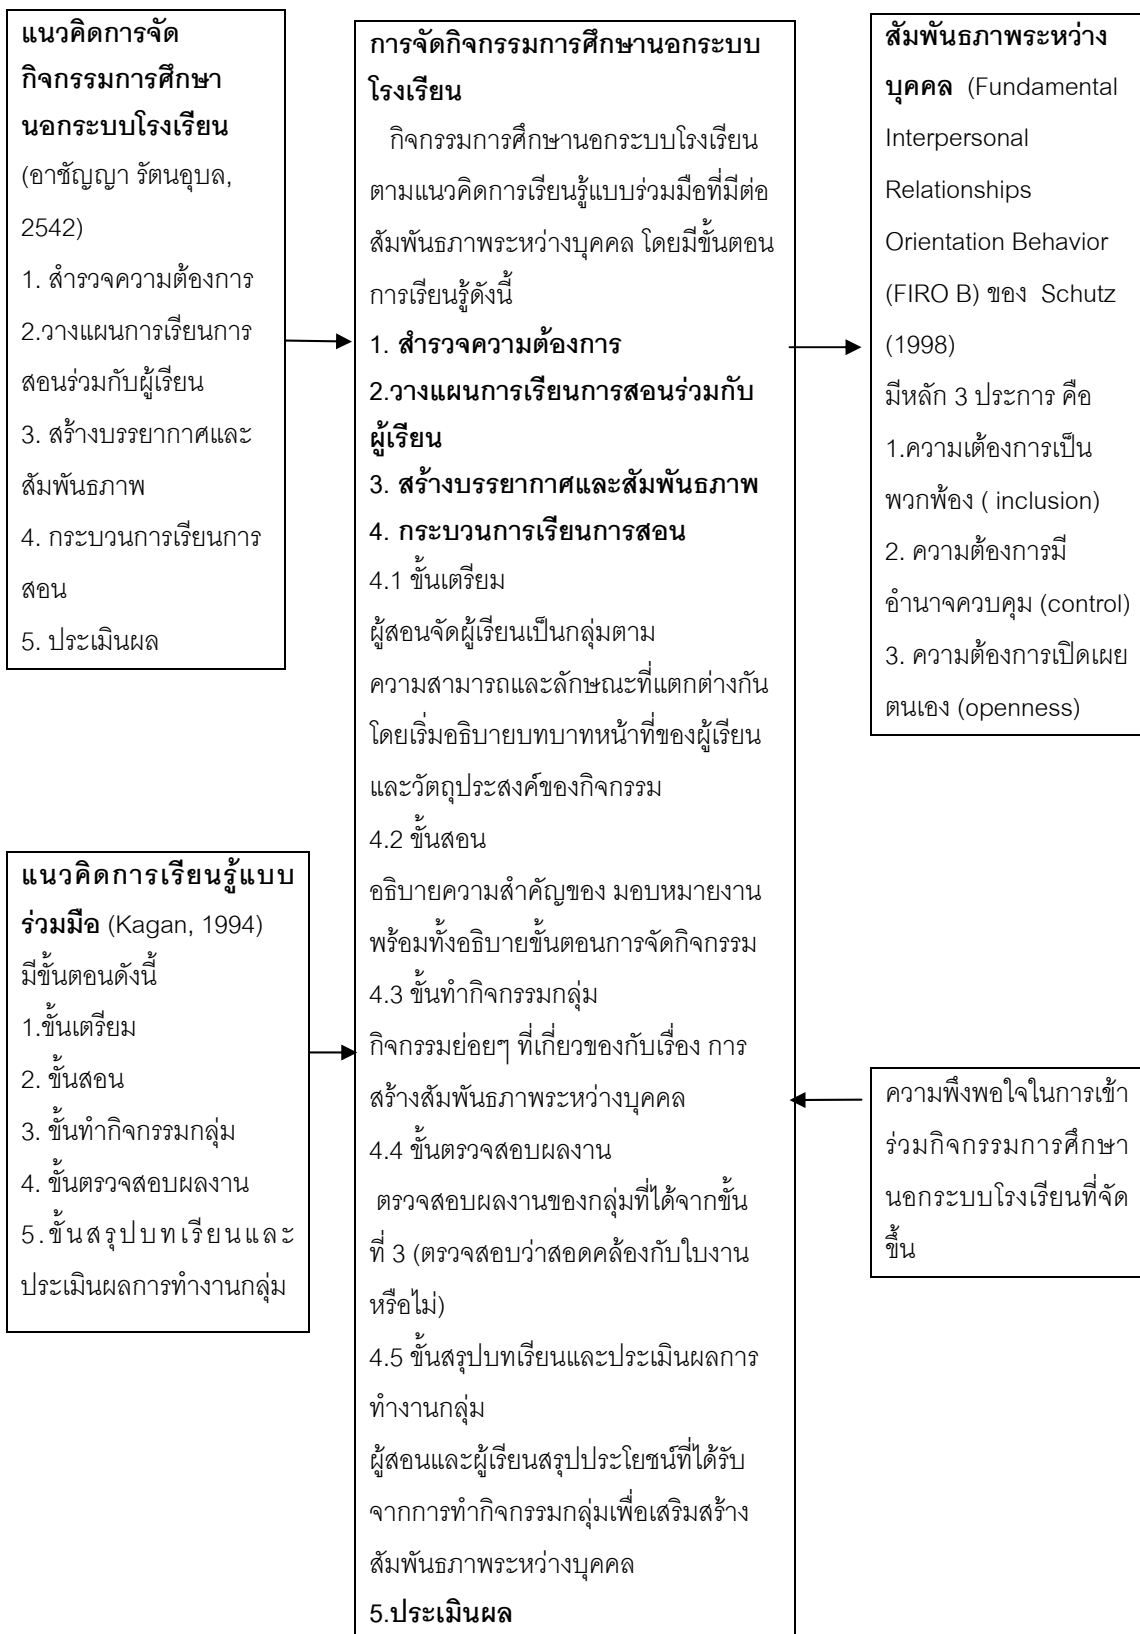 แนวคิดการจัด
กิจกรรมการศึกษา
นอกระบบโรงเรียน
(อาชัญญา รัตนอุบล,
2542)
1. สำรวจความต้องการ
2.วางแผนการเรียนการ
สอนร่วมกับผู้เรียน
3. สร้างบรรยากาศและ
สัมพันธภาพ
4. กระบวนการเรียนการ
สอน
5. ประเมินผล
แนวคิดการเรียนรู้แบบ
ร่วมมือ (Kagan, 1994)
มีขั้นตอนดังนี้
1.ขั้นเตรียม
2. ขั้นสอน
3. ขั้นทำกิจกรรมกลุ่ม
4. ขั้นตรวจสอบผลงาน
5.ขั้นสรุปบทเรียนและ
ประเมินผลการทำงานกลุ่ม
การจัดกิจกรรมการศึกษานอกระบบ
โรงเรียน
กิจกรรมการศึกษานอกระบบโรงเรียน
ตามแนวคิดการเรียนรู้แบบร่วมมือที่มีต่อ
สัมพันธภาพระหว่างบุคคล โดยมีขั้นตอน
การเรียนรู้ดังนี้
1. สำรวจความต้องการ
2.วางแผนการเรียนการสอนร่วมกับ
ผู้เรียน
3. สร้างบรรยากาศและสัมพันธภาพ
4. กระบวนการเรียนการสอน
4.1 ขั้นเตรียม
ผู้สอนจัดผู้เรียนเป็นกลุ่มตาม
ความสามารถและลักษณะที่แตกต่างกัน
โดยเริ่มอธิบายบทบาทหน้าที่ของผู้เรียน
และวัตถุประสงค์ของกิจกรรม
4.2 ขั้นสอน
อธิบายความสำคัญของ มอบหมายงาน
พร้อมทั้งอธิบายขั้นตอนการจัดกิจกรรม
4.3 ขั้นทำกิจกรรมกลุ่ม
กิจกรรมย่อยๆ ที่เกี่ยวของกับเรื่อง การ
สร้างสัมพันธภาพระหว่างบุคคล
4.4 ขั้นตรวจสอบผลงาน
ตรวจสอบผลงานของกลุ่มที่ได้จากขั้น
ที่ 3 (ตรวจสอบว่าสอดคล้องกับใบงาน
หรือไม่)
4.5 ขั้นสรุปบทเรียนและประเมินผลการ
ทำงานกลุ่ม
ผู้สอนและผู้เรียนสรุปประโยชน์ที่ได้รับ
จากการทำกิจกรรมกลุ่มเพื่อเสริมสร้าง
สัมพันธภาพระหว่างบุคคล
5.ประเมินผล
สัมพันธภาพระหว่าง
บุคคล (Fundamental
Interpersonal
Relationships
Orientation Behavior
(FIRO B) ของ Schutz
(1998)
มีหลัก 3 ประการ คือ
1.ความเต้องการเป็น
พวกพ้อง ( inclusion)
2. ความต้องการมี
อำนาจควบคุม (control)
3. ความต้องการเปิดเผย
ตนเอง (openness)
ความพึงพอใจในการเข้า
ร่วมกิจกรรมการศึกษา
นอกระบบโรงเรียนที่จัด
ขึ้น